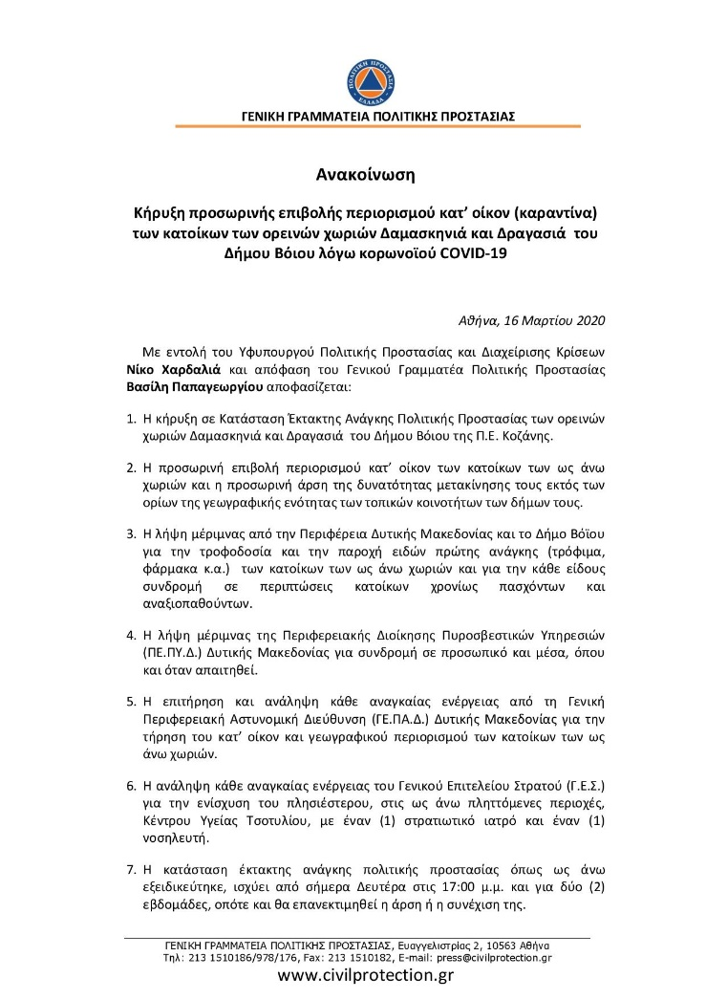 ΠΟΛΙΤΙΚΗ ΠΡΟΣΤΑΣΙΑ
ΕΛΛΑΔΑ
ΓΕΝΙΚΗ ΓΡΑΜΜΑΤΕΙΑ ΠΟΛΙΤΙΚΗΣ ΠΡΟΣΤΑΣΙΑΣ
Ανακοίνωση
Κήρυξη προσωρινής επιβολής περιορισμού κατ’ οίκον (καραντίνα)
των κατοίκων των ορεινών χωριών Δαμασκηνιά και Δραγασιά του
Δήμου Βόιου λόγω κορωνοϊού COVID-19
Αθήνα, 16 Μαρτίου 2020
Με εντολή του Υφυπουργού Πολιτικής Προστασίας και Διαχείρισης Κρίσεων
Νίκο Χαρδαλιά και απόφαση του Γενικού Γραμματέα Πολιτικής Προστασίας
Βασίλη Παπαγεωργίου αποφασίζεται:
1. Η κήρυξη σε Κατάσταση Έκτακτης Ανάγκης Πολιτικής Προστασίας των ορεινών
χωριών Δαμασκηνιά και Δραγασιά του Δήμου Βόιου της Π.Ε. Κοζάνης.
2. Η προσωρινή επιβολή περιορισμού κατ’ οίκον των κατοίκων των ως άνω
χωριών και η προσωρινή άρση της δυνατότητας μετακίνησης τους εκτός των
ορίων της γεωγραφικής ενότητας των τοπικών κοινοτήτων των δήμων τους.
3. Η λήψη μέριμνας από την Περιφέρεια Δυτικής Μακεδονίας και το Δήμο Βόϊου
για την τροφοδοσία και την παροχή ειδών πρώτης ανάγκης (τρόφιμα,
φάρμακα κ.α.) των κατοίκων των ως άνω χωριών και για την κάθε είδους
συνδρομή σε περιπτώσεις κατοίκων χρονίως πασχόντων και
αναξιοπαθούντων.
4. Η λήψη μέριμνας της Περιφερειακής Διοίκησης Πυροσβεστικών Υπηρεσιών
(ΠΕ.ΠΥ.Δ.) Δυτικής Μακεδονίας για συνδρομή σε προσωπικό και μέσα, όπου
και όταν απαιτηθεί.
5. Η επιτήρηση και ανάληψη κάθε αναγκαίας ενέργειας από τη Γενική
Περιφερειακή Αστυνομική Διεύθυνση (ΓΕ.ΠΑ.Δ.) Δυτικής Μακεδονίας για την
τήρηση του κατ’ οίκον και γεωγραφικού περιορισμού των κατοίκων των ως
άνω χωριών.
6. Η ανάληψη κάθε αναγκαίας ενέργειας του Γενικού Επιτελείου Στρατού (Γ.Ε.Σ.)
για την ενίσχυση του πλησιέστερου, στις ως άνω πληττόμενες περιοχές,
Κέντρου Υγείας Τσοτυλίου, με έναν (1) στρατιωτικό ιατρό και έναν (1)
νοσηλευτή.
7. Η κατάσταση έκτακτης ανάγκης πολιτικής προστασίας όπως ως άνω
εξειδικεύτηκε, ισχύει από σήμερα Δευτέρα στις 17:00 μ.μ. και για δύο (2)
εβδομάδες, οπότε και θα επανεκτιμηθεί η άρση ή η συνέχιση της.
ΓΕΝΙΚΗ ΓΡΑΜΜΑΤΕΙΑ ΠΟΛΙΤΙΚΗΣ ΠΡΟΣΤΑΣΙΑΣ, Ευαγγελιστρίας 2, 10563 Αθήνα
Τηλ: 213 1510186/978/176, Fax: 213 1510182, E-mail: press@civilprotection.gr
www.civilprotection.gr